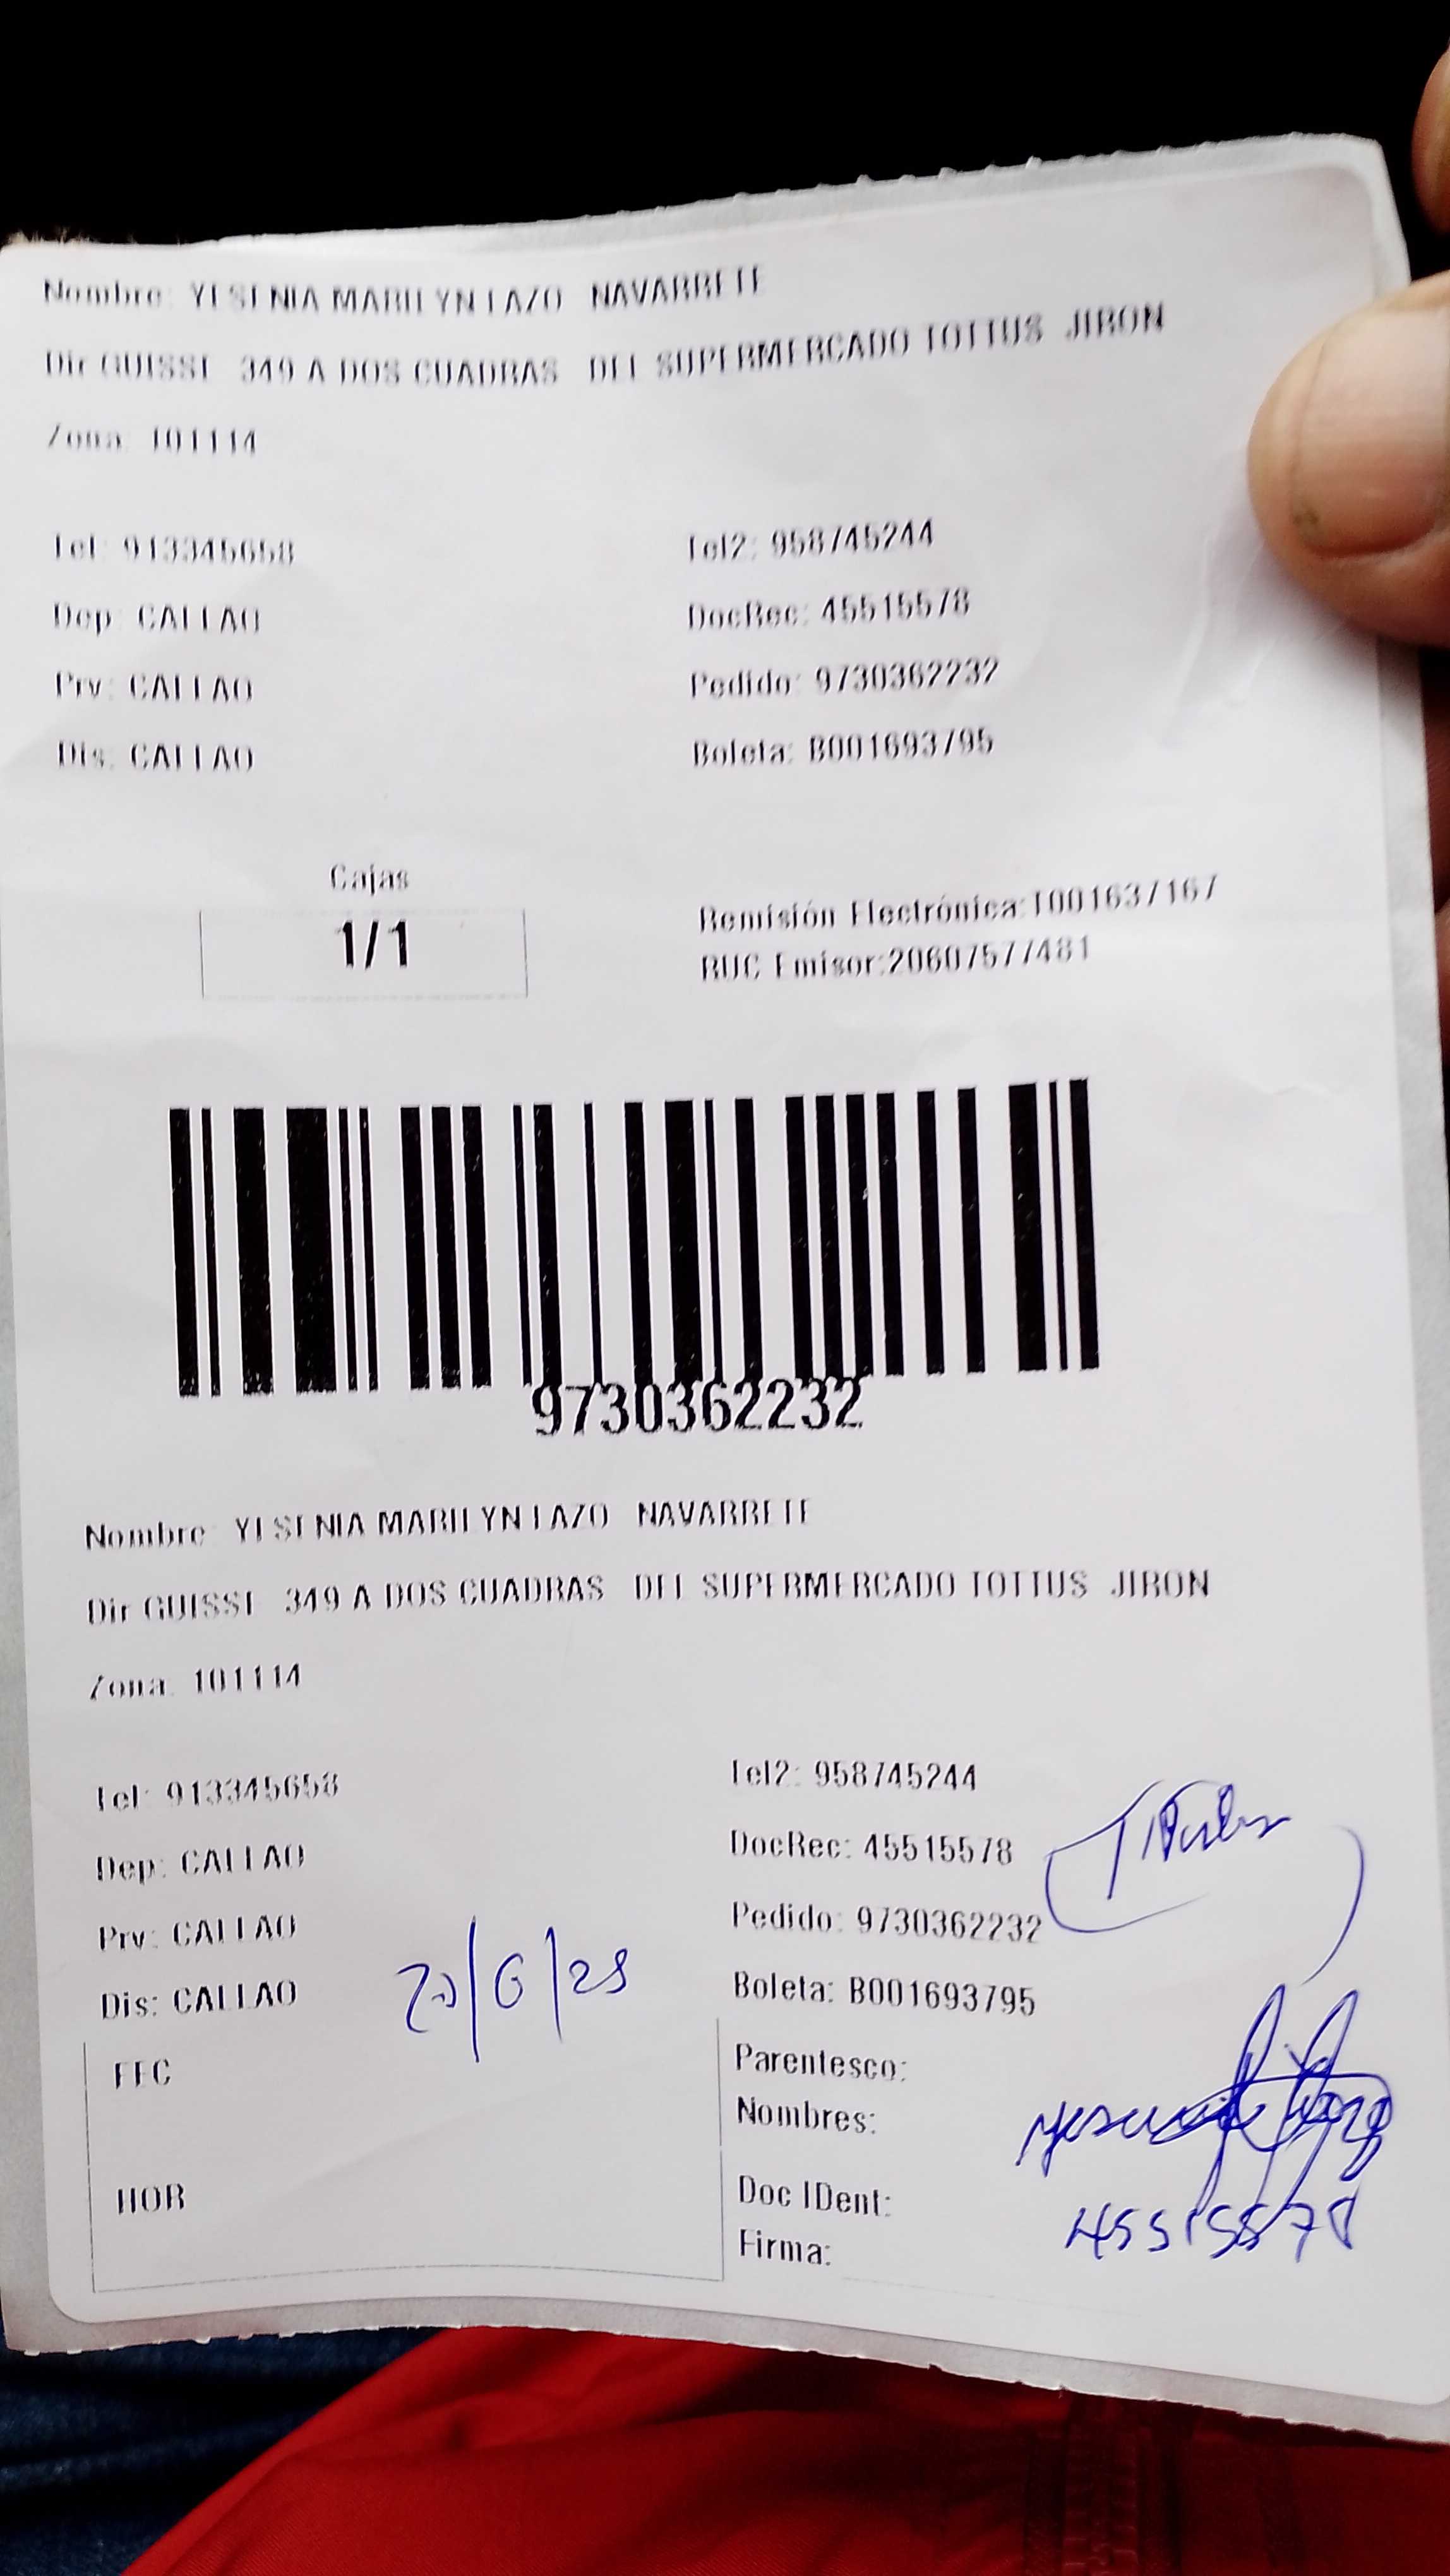 Nombre: YESENIA MARILYN LAZO NAVARRETE
Dir GUISSE 349 A DOS CUADRAS DEL SUPERMERCADO TOTTUS JIRON
Zona: 101114
Tel: 913345658 Tel2: 958745244
Dep: CALLAO DocRec: 45515578
Prv: CALLAO Pedido: 9730362232
Dis: CALLAO Boleta: B001693795
Cajas
1/1
Remisión Electrónica:T001637167
RUC Emisor:20607577481
9730362232
Nombre: YESENIA MARILYN LAZO NAVARRETE
Dir GUISSE 349 A DOS CUADRAS DEL SUPERMERCADO TOTTUS JIRON
Zona: 101114
Tel: 913345658 Tel2: 958745244
Dep: CALLAO DocRec: 45515578
Prv: CALLAO Pedido: 9730362232
Dis: CALLAO Boleta: B001693795
FEC
Parentesco:
Nombres:
HOR
Doc IDent: 45515578
Firma: